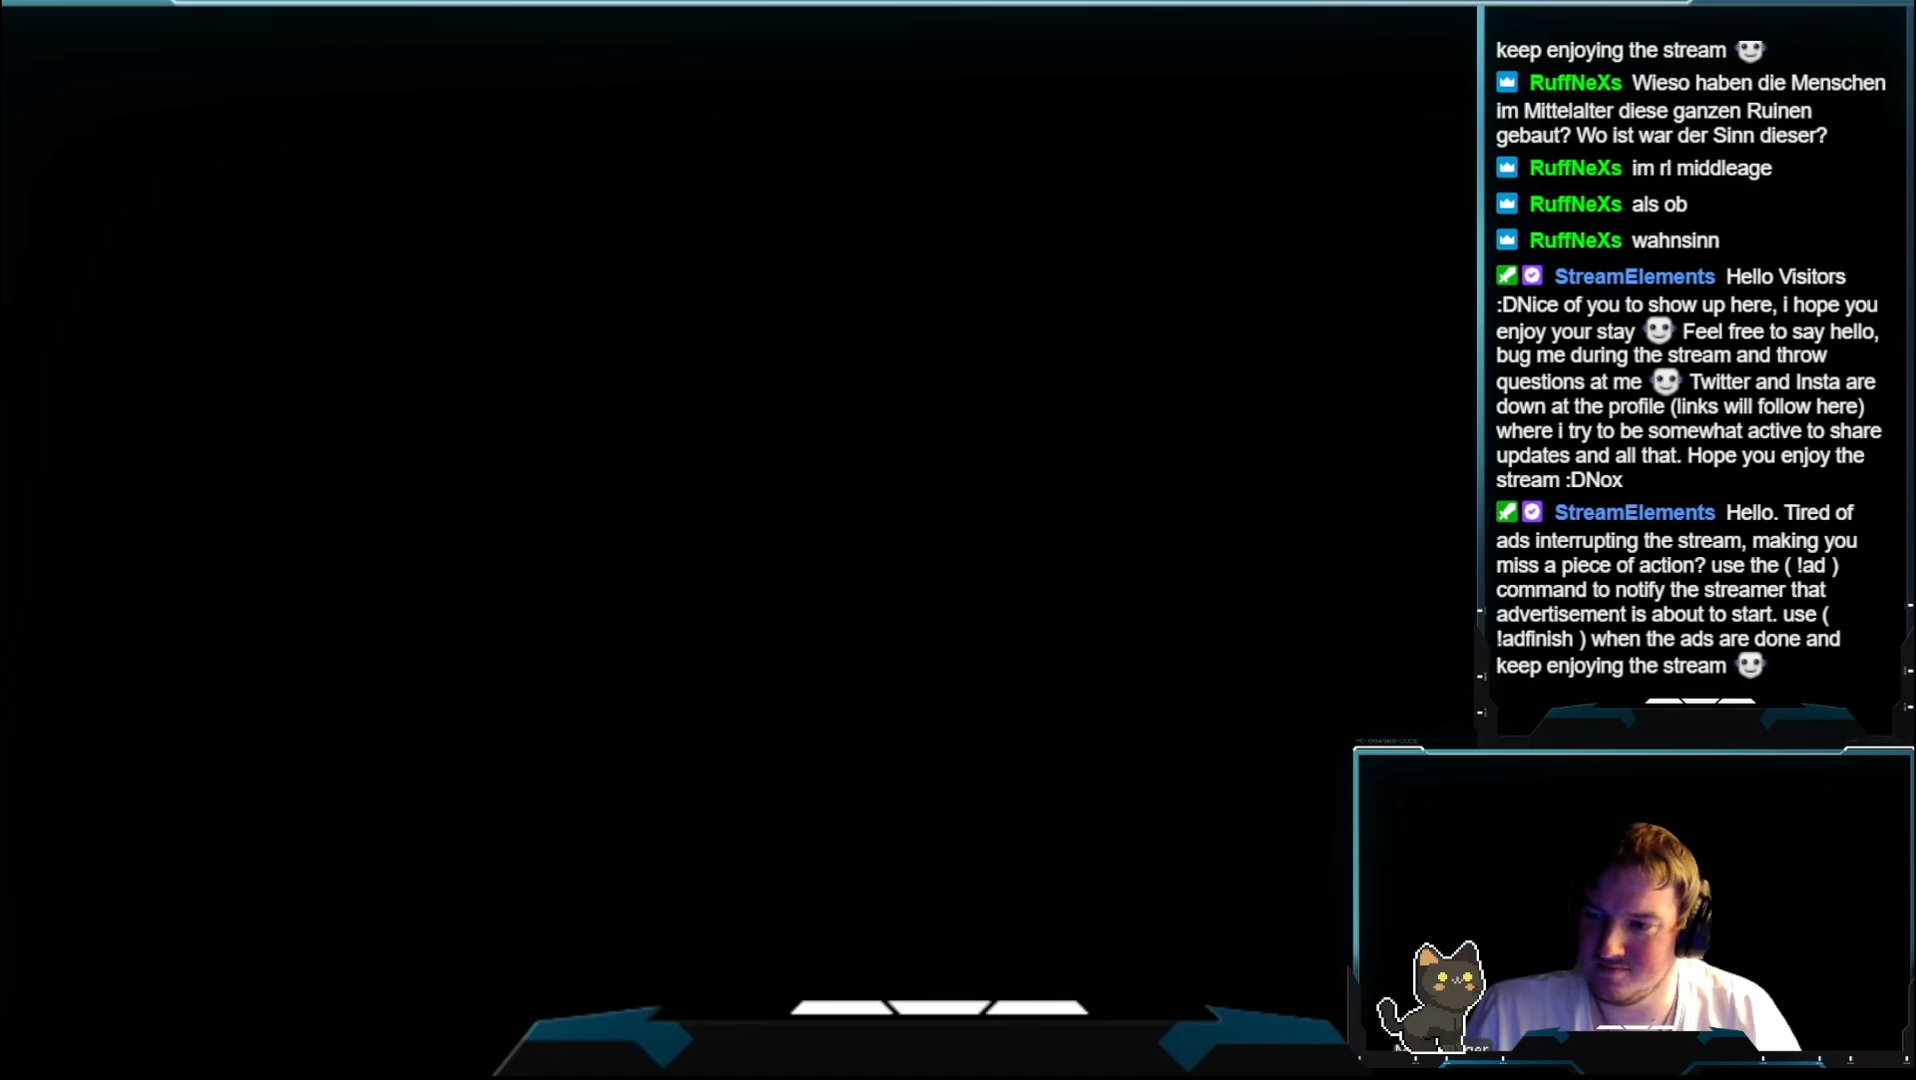 keep enjoying the stream
RuffNeXs Wieso haben die Menschen
im Mittelalter diese ganzen Ruinen
gebaut? Wo ist war der Sinn dieser?
RuffNeXs im rl middleage
RuffNeXs als ob
RuffNeXs wahnsinn
StreamElements Hello Visitors
:DNice of you to show up here, i hope you
enjoy your stay Feel free to say hello,
bug me during the stream and throw
questions at me Twitter and Insta are
down at the profile (links will follow here)
where i try to be somewhat active to share
updates and all that. Hope you enjoy the
stream :DNox
StreamElements Hello. Tired of
ads interrupting the stream, making you
miss a piece of action? use the ( !ad )
command to notify the streamer that
advertisement is about to start. use (
!adfinish ) when the ads are done and
keep enjoying the stream